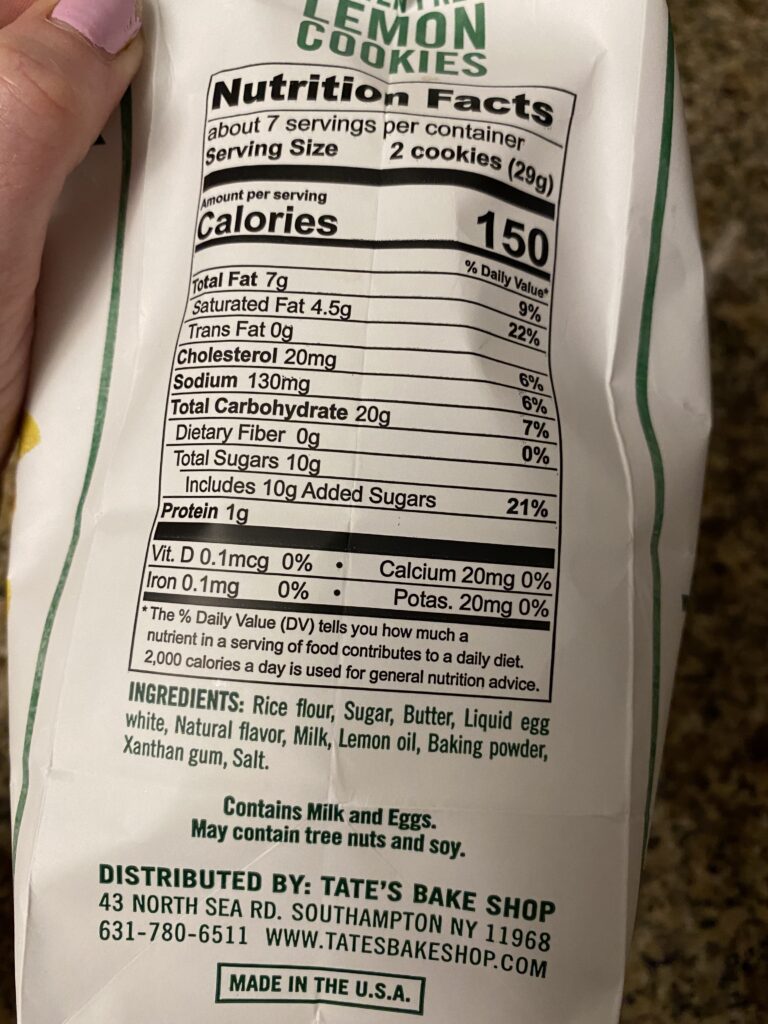 LEMON
COOKIES
Nutrition Facts
about 7 servings per container
Serving Size 2 cookies (29g)
Amount per serving
Calories 150
% Daily Value*
Total Fat 7g 9%
Saturated Fat 4.5g 22%
Trans Fat 0g
Cholesterol 20mg 6%
Sodium 130mg 6%
Total Carbohydrate 20g 7%
Dietary Fiber 0g 0%
Total Sugars 10g
Includes 10g Added Sugars 21%
Protein 1g
Vit. D 0.1mcg 0% • Calcium 20mg 0%
Iron 0.1mg 0% • Potas. 20mg 0%
* The % Daily Value (DV) tells you how much a
nutrient in a serving of food contributes to a daily diet.
2,000 calories a day is used for general nutrition advice.
INGREDIENTS: Rice flour, Sugar, Butter, Liquid egg
white, Natural flavor, Milk, Lemon oil, Baking powder,
Xanthan gum, Salt.
Contains Milk and Eggs.
May contain tree nuts and soy.
DISTRIBUTED BY: TATE'S BAKE SHOP
43 NORTH SEA RD. SOUTHAMPTON NY 11968
631-780-6511 WWW.TATESBAKESHOP.COM
MADE IN THE U.S.A.